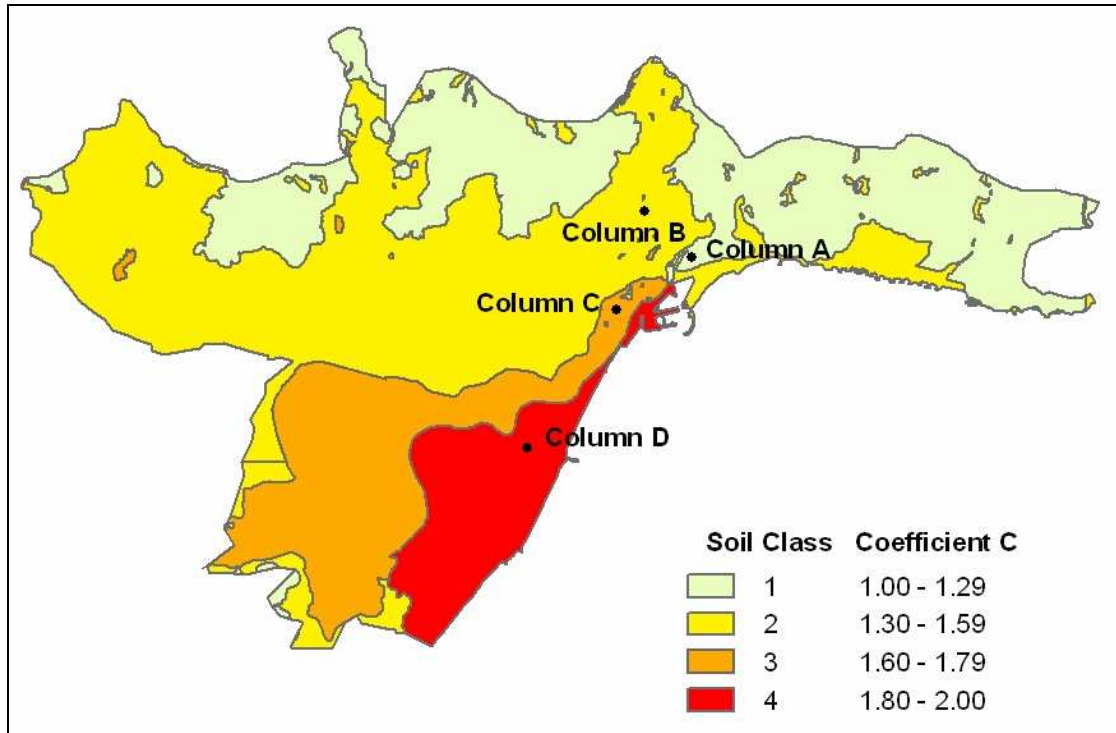 Column B
Column A
Column C
Column D
Soil Class Coefficient C
1 1.00 - 1.29
2 1.30 - 1.59
3 1.60 - 1.79
4 1.80 - 2.00